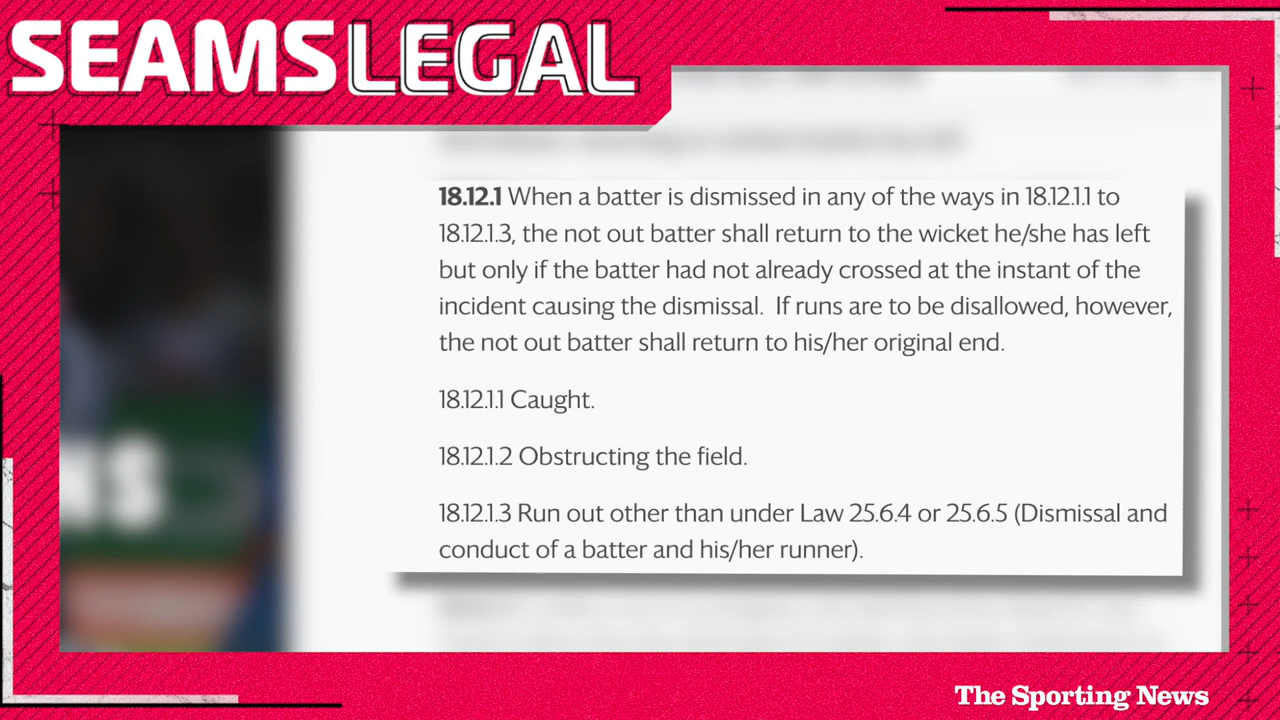 SEAMSLEGAL
18.12.1 When a batter is dismissed in any of the ways in 18.12.1.1 to
18.12.1.3, the not out batter shall return to the wicket he/she has left
but only if the batter had not already crossed at the instant of the
incident causing the dismissal. If runs are to be disallowed, however,
the not out batter shall return to his/her original end.
18.12.1.1 Caught.
18.12.1.2 Obstructing the field.
18.12.1.3 Run out other than under Law 25.6.4 or 25.6.5 (Dismissal and
conduct of a batter and his/her runner).
The Sporting News